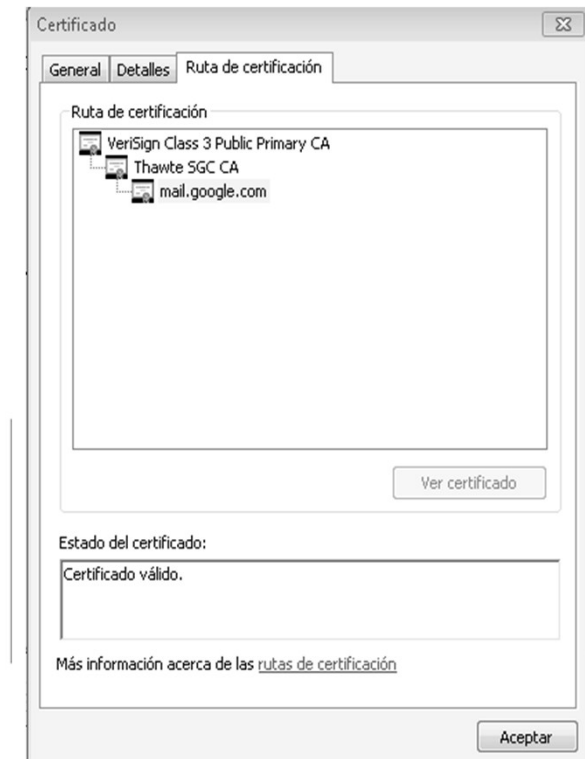 Certificado
General Detalles Ruta de certificación
Ruta de certificación
VeriSign Class 3 Public Primary CA
Thawte SGC CA
mail.google.com
Ver certificado
Estado del certificado:
Certificado válido.
Más información acerca de las rutas de certificación
Aceptar